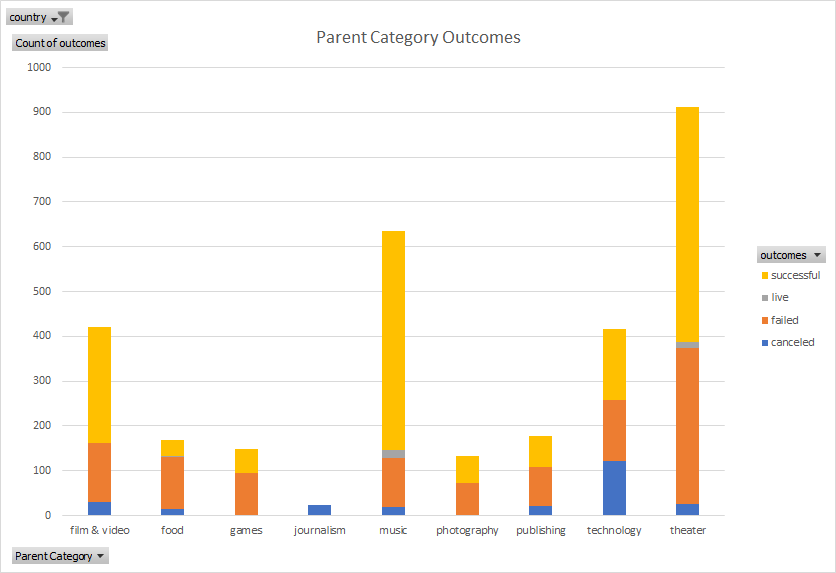 country
Count of outcomes
Parent Category Outcomes
1000
900
800
700
600
500
400
300
200
100
0
film & video food games journalism music photography publishing technology theater
outcomes
successful
live
failed
canceled
Parent Category